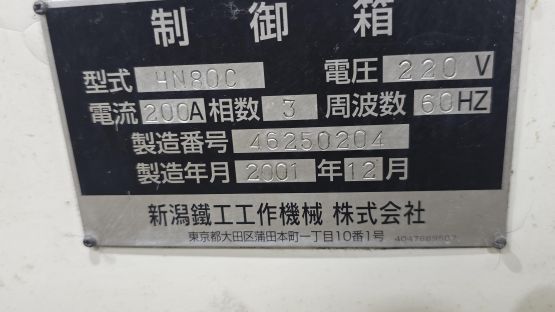 制御箱
型式 HN80C 電圧 220 V
電流 200A 相数 3 周波数 60HZ
製造番号 46250204
製造年月 2001 年 12 月
新潟鐵工工作機械 株式会社
東京都大田区蒲田本町一丁目10番1号